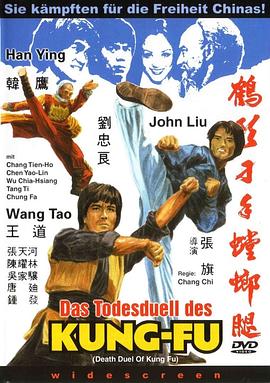 Sie kämpften für die Freiheit Chinas!
Han Ying
韓鷹
劉忠良
John Liu
鶴形刁手螳螂腿
mit
Chang Tien-Ho
Chen Yao-Lin
Wu Chia-Hsiang
Tang Ti
Chung Fa
Wang Tao
王道
張天河
陳耀林
吳家驤
唐迪
鍾發
導演
張旗
Regie:
Chang Chi
Das Todesduell des
KUNG-FU
(Death Duel Of Kung Fu)
DVD
VIDEO
widescreen